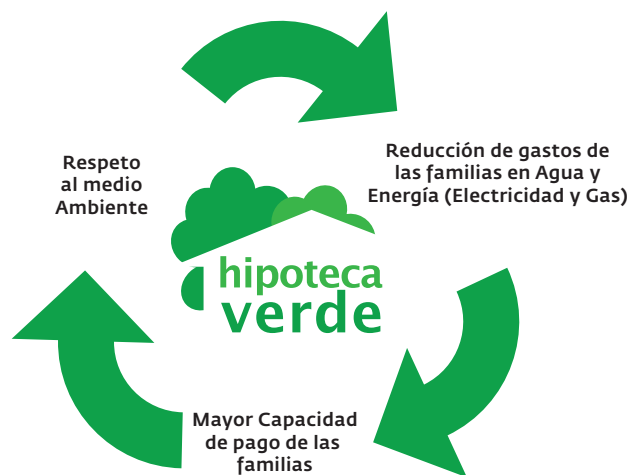 Respeto
al medio
Ambiente
Reducción de gastos de
las familias en Agua y
Energía (Electricidad y Gas)
hipoteca
verde
Mayor Capacidad
de pago de las
familias